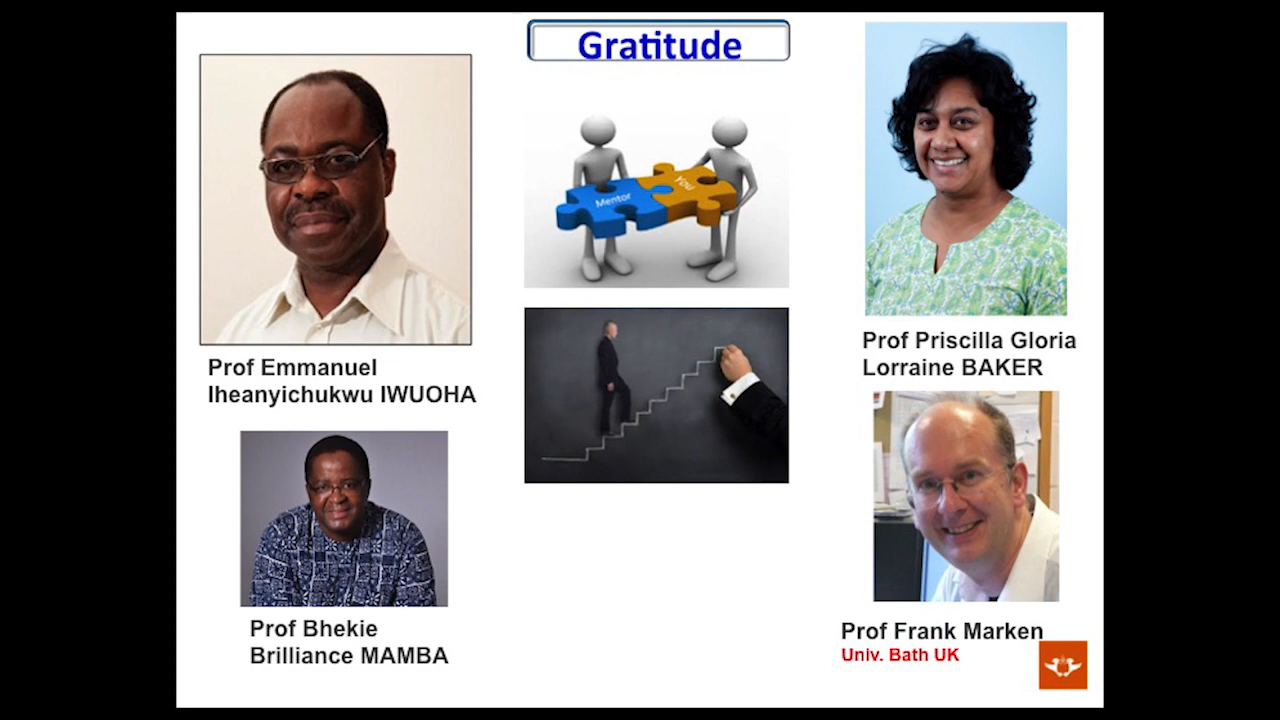 Gratitude
Mentor
You
Prof Emmanuel
Iheanyichukwu IWUOHA
Prof Priscilla Gloria
Lorraine BAKER
Prof Bhekie
Brilliance MAMBA
Prof Frank Marken
Univ. Bath UK